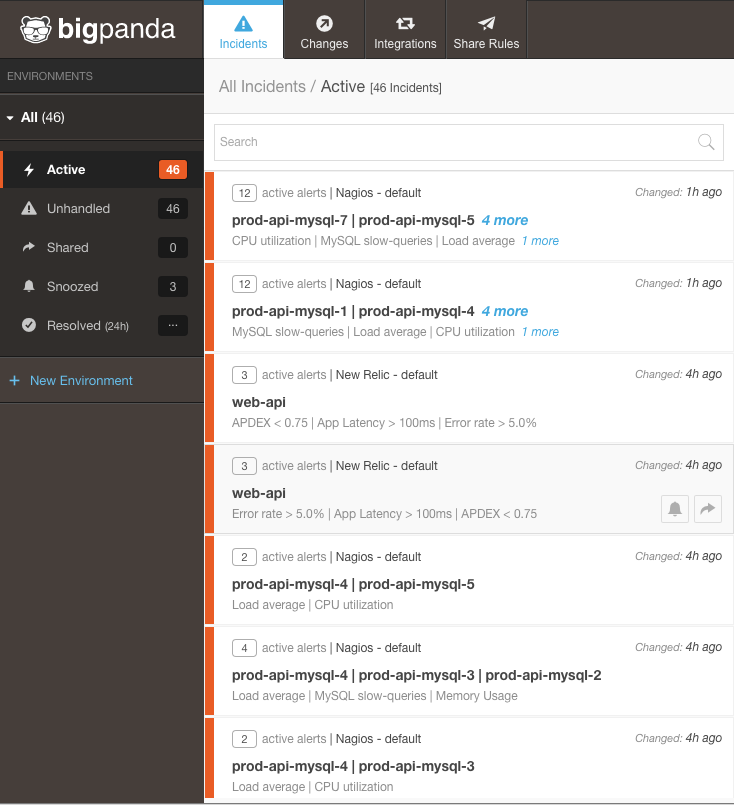 bigpanda
Incidents
Changes
Integrations
Share Rules
ENVIRONMENTS
All (46)
Active 46
Unhandled 46
Shared 0
Snoozed 3
Resolved (24h) ...
+ New Environment
All Incidents / Active [46 Incidents]
Search
12 active alerts | Nagios - default Changed: 1h ago
prod-api-mysql-7 | prod-api-mysql-5 4 more
CPU utilization | MySQL slow-queries | Load average 1 more
12 active alerts | Nagios - default Changed: 1h ago
prod-api-mysql-1 | prod-api-mysql-4 4 more
MySQL slow-queries | Load average | CPU utilization 1 more
3 active alerts | New Relic - default Changed: 4h ago
web-api
APDEX < 0.75 | App Latency > 100ms | Error rate > 5.0%
3 active alerts | New Relic - default Changed: 4h ago
web-api
Error rate > 5.0% | App Latency > 100ms | APDEX < 0.75
2 active alerts | Nagios - default Changed: 4h ago
prod-api-mysql-4 | prod-api-mysql-5
Load average | CPU utilization
4 active alerts | Nagios - default Changed: 4h ago
prod-api-mysql-4 | prod-api-mysql-3 | prod-api-mysql-2
Load average | MySQL slow-queries | Memory Usage
2 active alerts | Nagios - default Changed: 4h ago
prod-api-mysql-4 | prod-api-mysql-3
Load average | CPU utilization